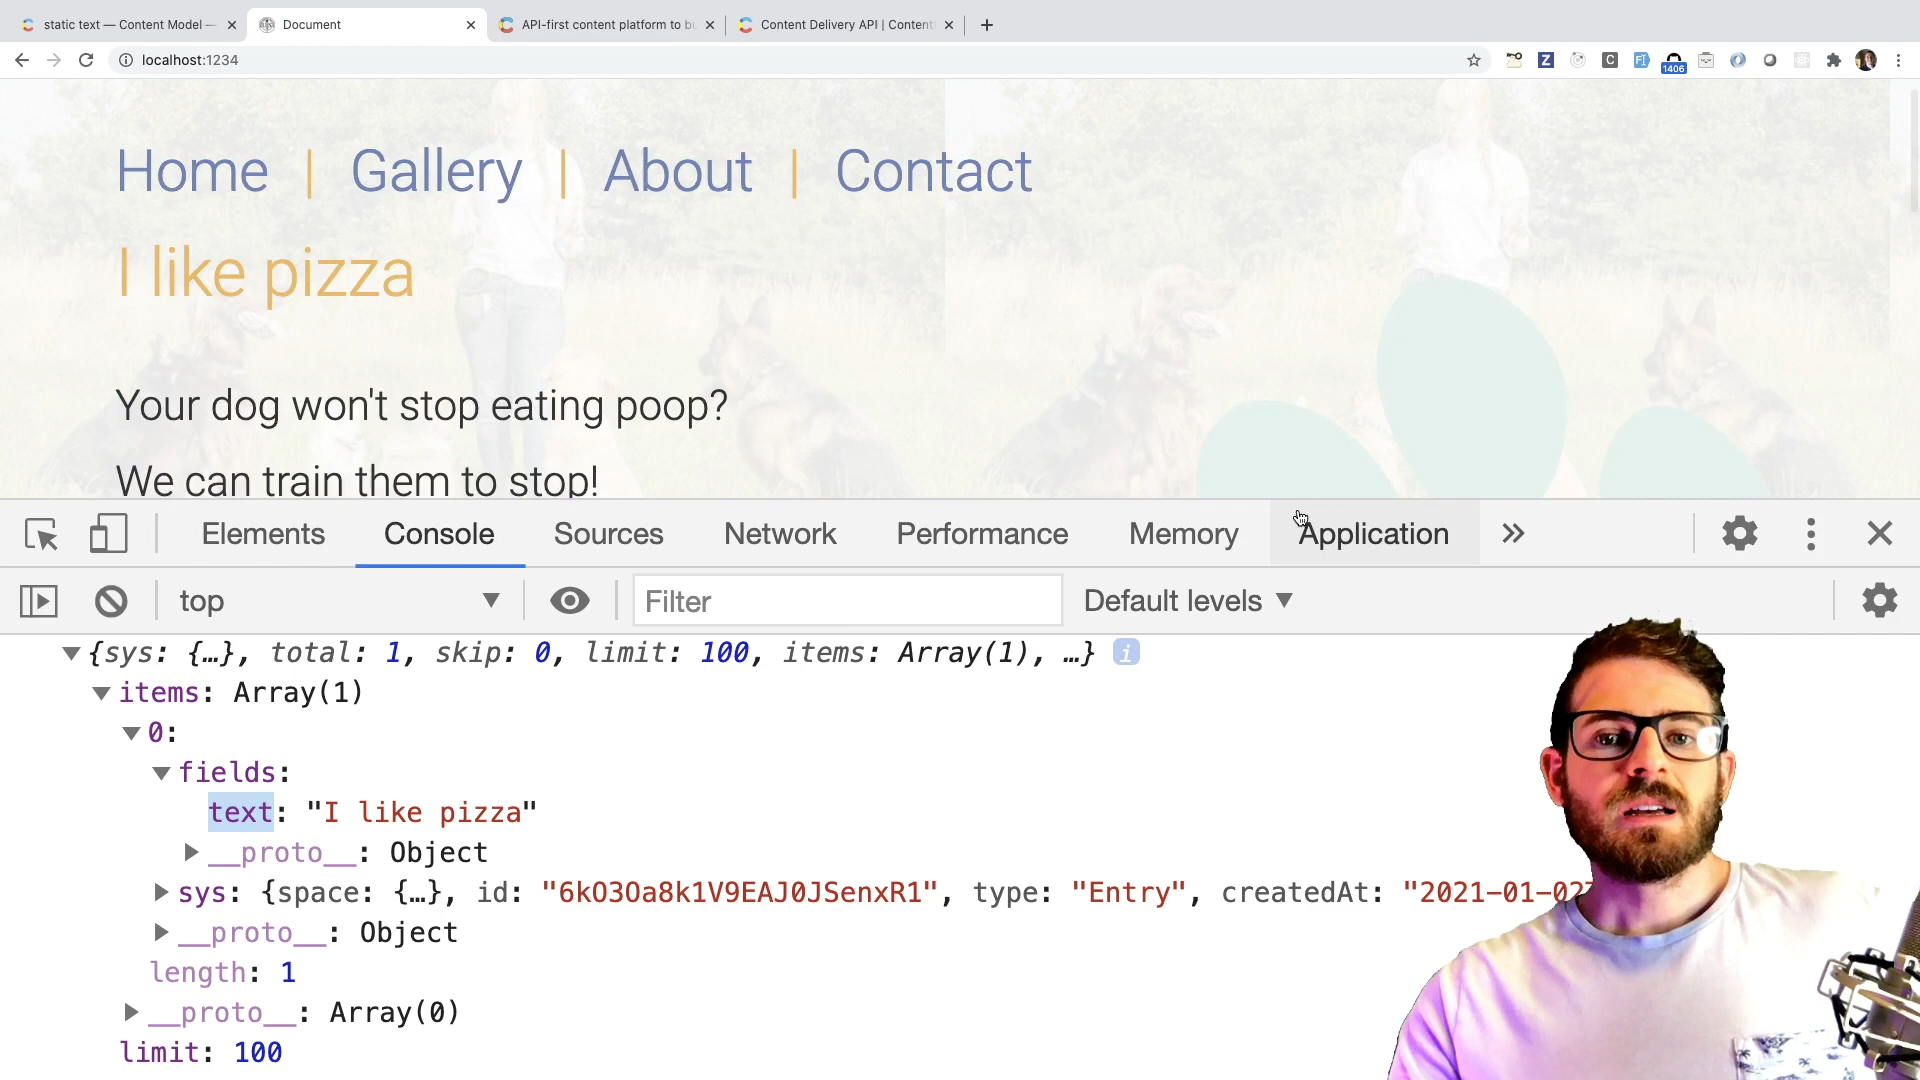 static text — Content Model —
Document
API-first content platform to bu
Content Delivery API | Content
localhost:1234
1406
Home | Gallery | About | Contact
I like pizza
Your dog won't stop eating poop?
We can train them to stop!
Elements Console Sources Network Performance Memory Application
top Filter Default levels
{sys: {…}, total: 1, skip: 0, limit: 100, items: Array(1), …} i
items: Array(1)
0:
fields:
text: "I like pizza"
__proto__: Object
sys: {space: {…}, id: "6kO3Oa8k1V9EAJ0JSenxR1", type: "Entry", createdAt: "2021-01-02T
__proto__: Object
length: 1
__proto__: Array(0)
limit: 100